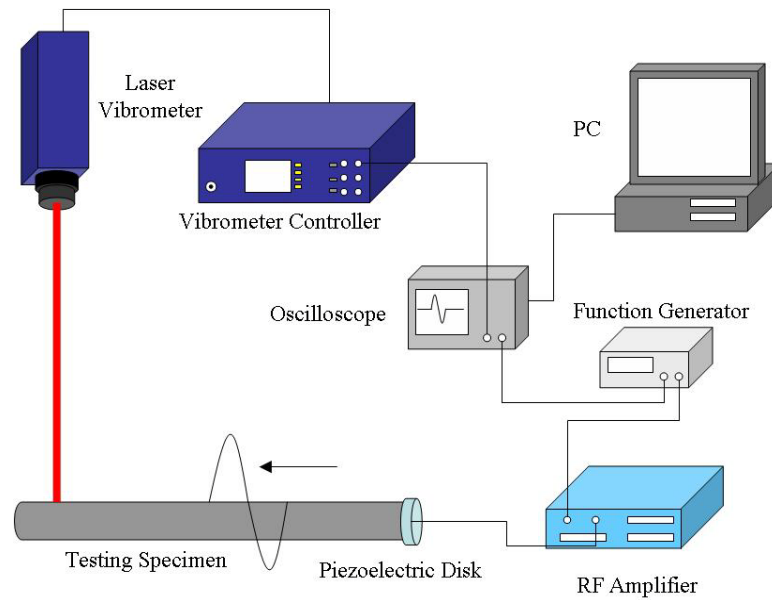 Laser
Vibrometer
PC
Vibrometer Controller
Oscilloscope
Function Generator
Testing Specimen
Piezoelectric Disk
RF Amplifier